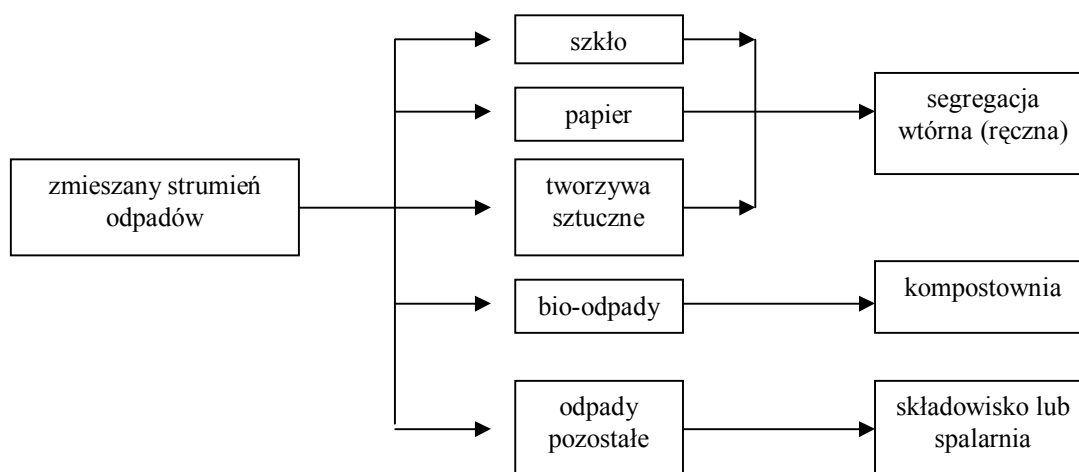 zmieszany strumień
odpadów
szkło
papier
tworzywa
sztuczne
bio-odpady
odpady
pozostałe
segregacja
wtórna (ręczna)
kompostownia
składowisko lub
spalarnia